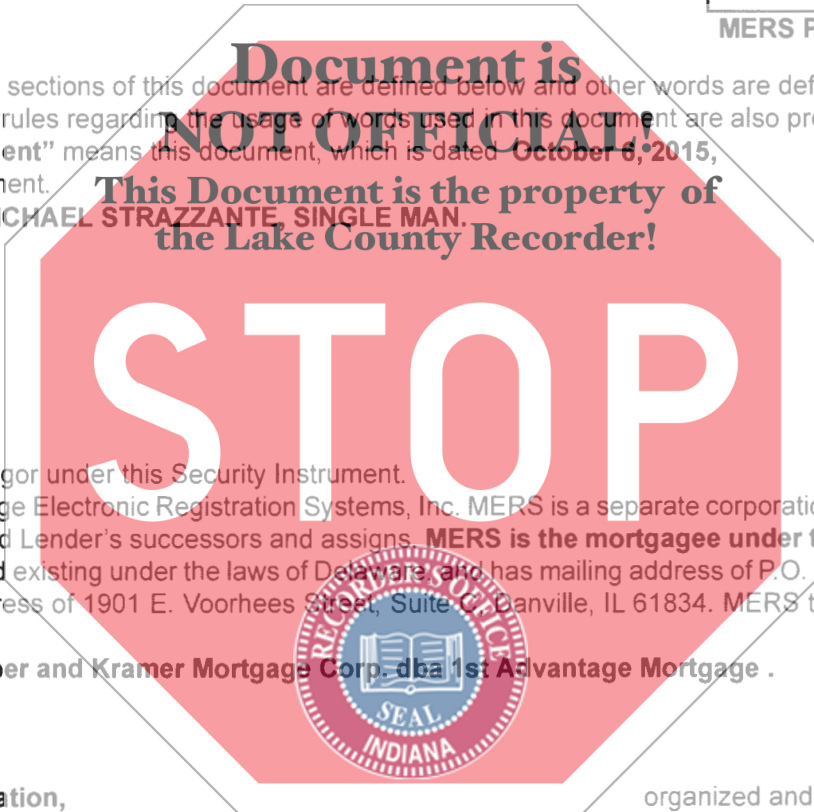 MERS P
Document is
sections of this document are defined below and other words are def
rules regarding the usage of words used in this document are also pro
NOT OFFICIAL!
ent” means this document, which is dated October 6, 2015,
ent.
This Document is the property of
CHAEL STRAZZANTE, SINGLE MAN.
the Lake County Recorder!
STOP
gor under this Security Instrument.
ge Electronic Registration Systems, Inc. MERS is a separate corporatio
d Lender’s successors and assigns. MERS is the mortgagee under t
d existing under the laws of Delaware, and has mailing address of P.O.
ess of 1901 E. Voorhees Street, Suite C, Danville, IL 61834. MERS t
er and Kramer Mortgage Corp. dba 1st Advantage Mortgage .
RECORDER'S OFFICE
SEAL
INDIANA
ation,
organized and